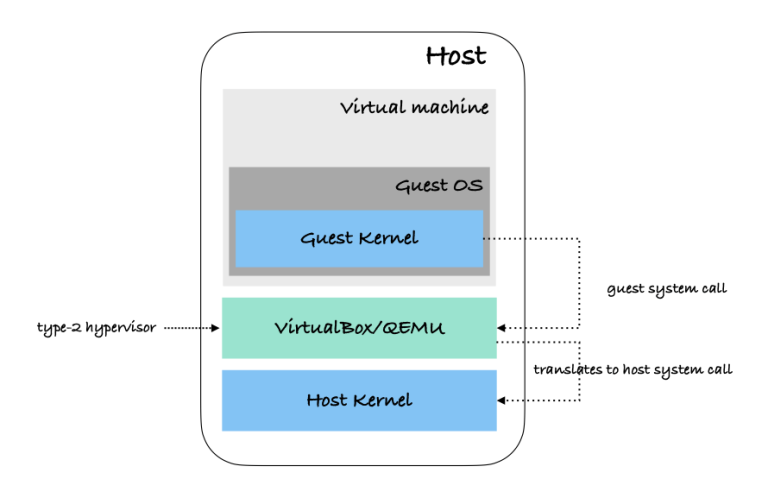 Host
Virtual machine
Guest OS
Guest Kernel
guest system call
type-2 hypervisor
VirtualBox/QEMU
translates to host system call
Host Kernel